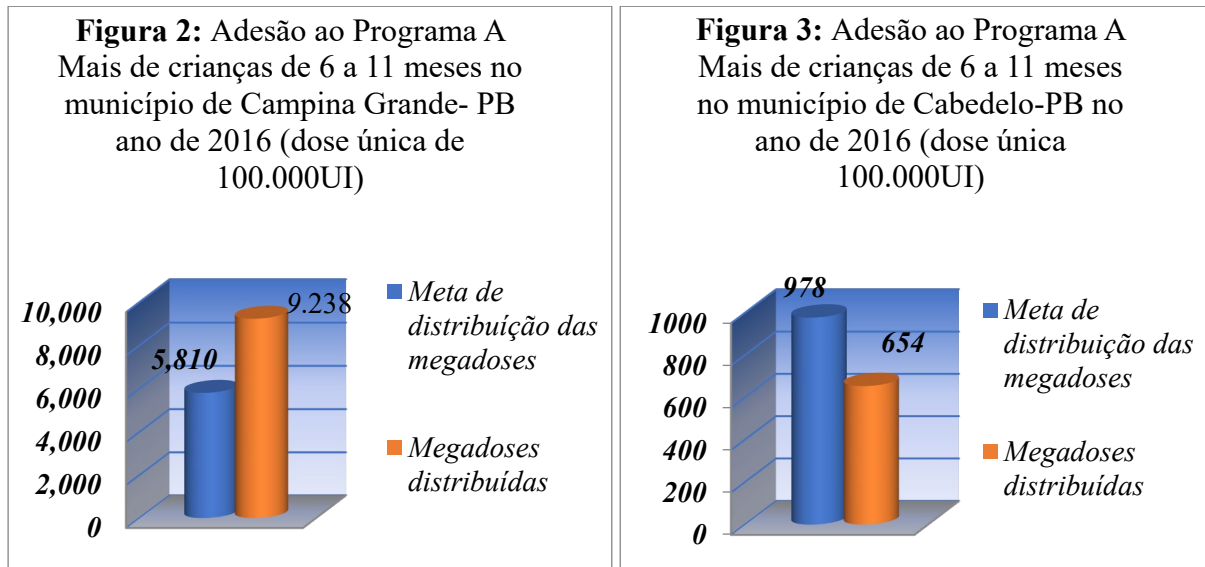 Figura 2: Adesão ao Programa A
Mais de crianças de 6 a 11 meses no
município de Campina Grande- PB
ano de 2016 (dose única de
100.000UI)
10,000
8,000
6,000
4,000
2,000
0
5,810
9.238
Meta de
distribuíção das
megadoses
Megadoses
distribuídas
Figura 3: Adesão ao Programa A
Mais de crianças de 6 a 11 meses
no município de Cabedelo-PB no
ano de 2016 (dose única
100.000UI)
1000
800
600
400
200
0
978
654
Meta de
distribuição das
megadoses
Megadoses
distribuídas